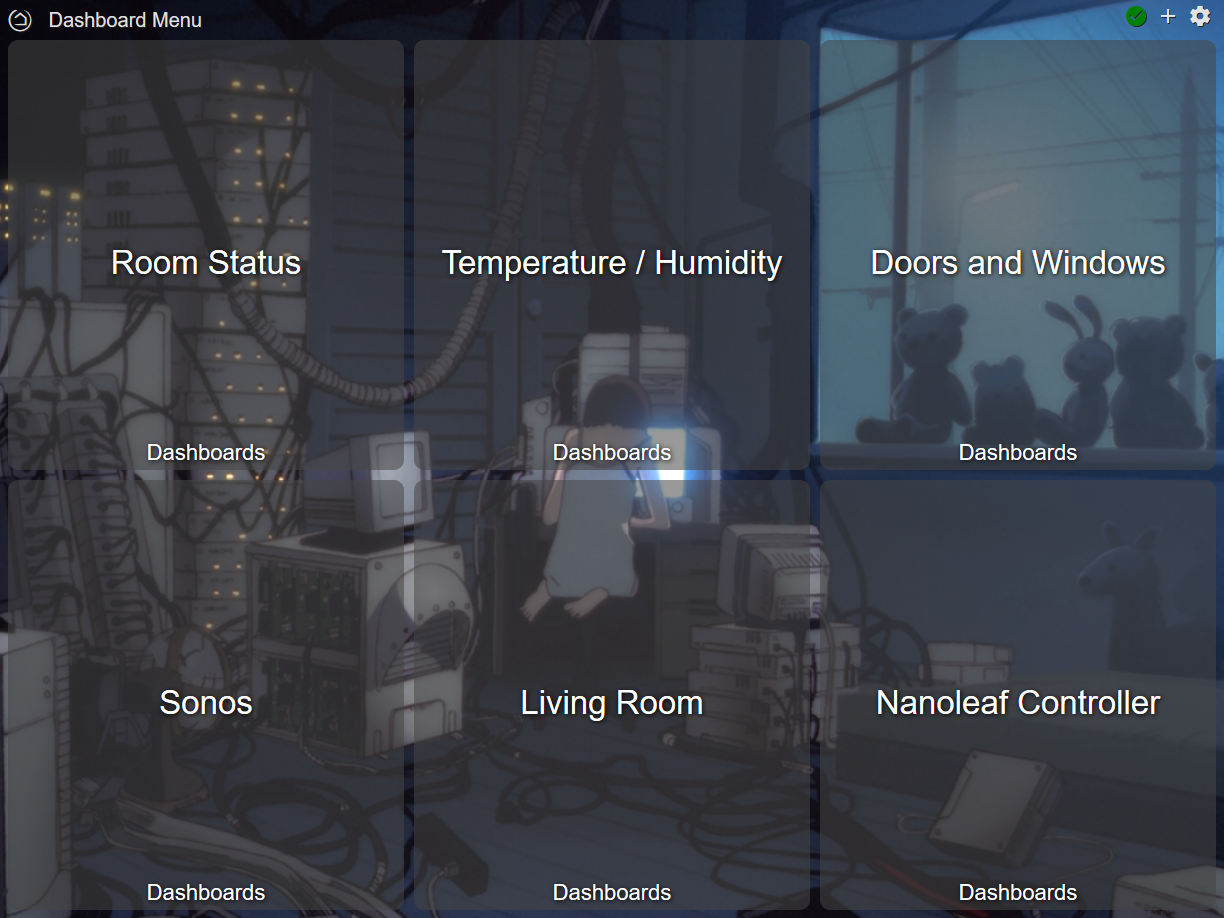 Dashboard Menu
Room Status
Temperature / Humidity
Doors and Windows
Dashboards
Dashboards
Dashboards
Sonos
Living Room
Nanoleaf Controller
Dashboards
Dashboards
Dashboards